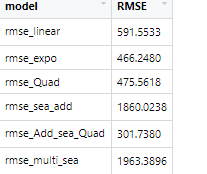 model RMSE
rmse_linear 591.5533
rmse_expo 466.2480
rmse_Quad 475.5618
rmse_sea_add 1860.0238
rmse_Add_sea_Quad 301.7380
rmse_multi_sea 1963.3896